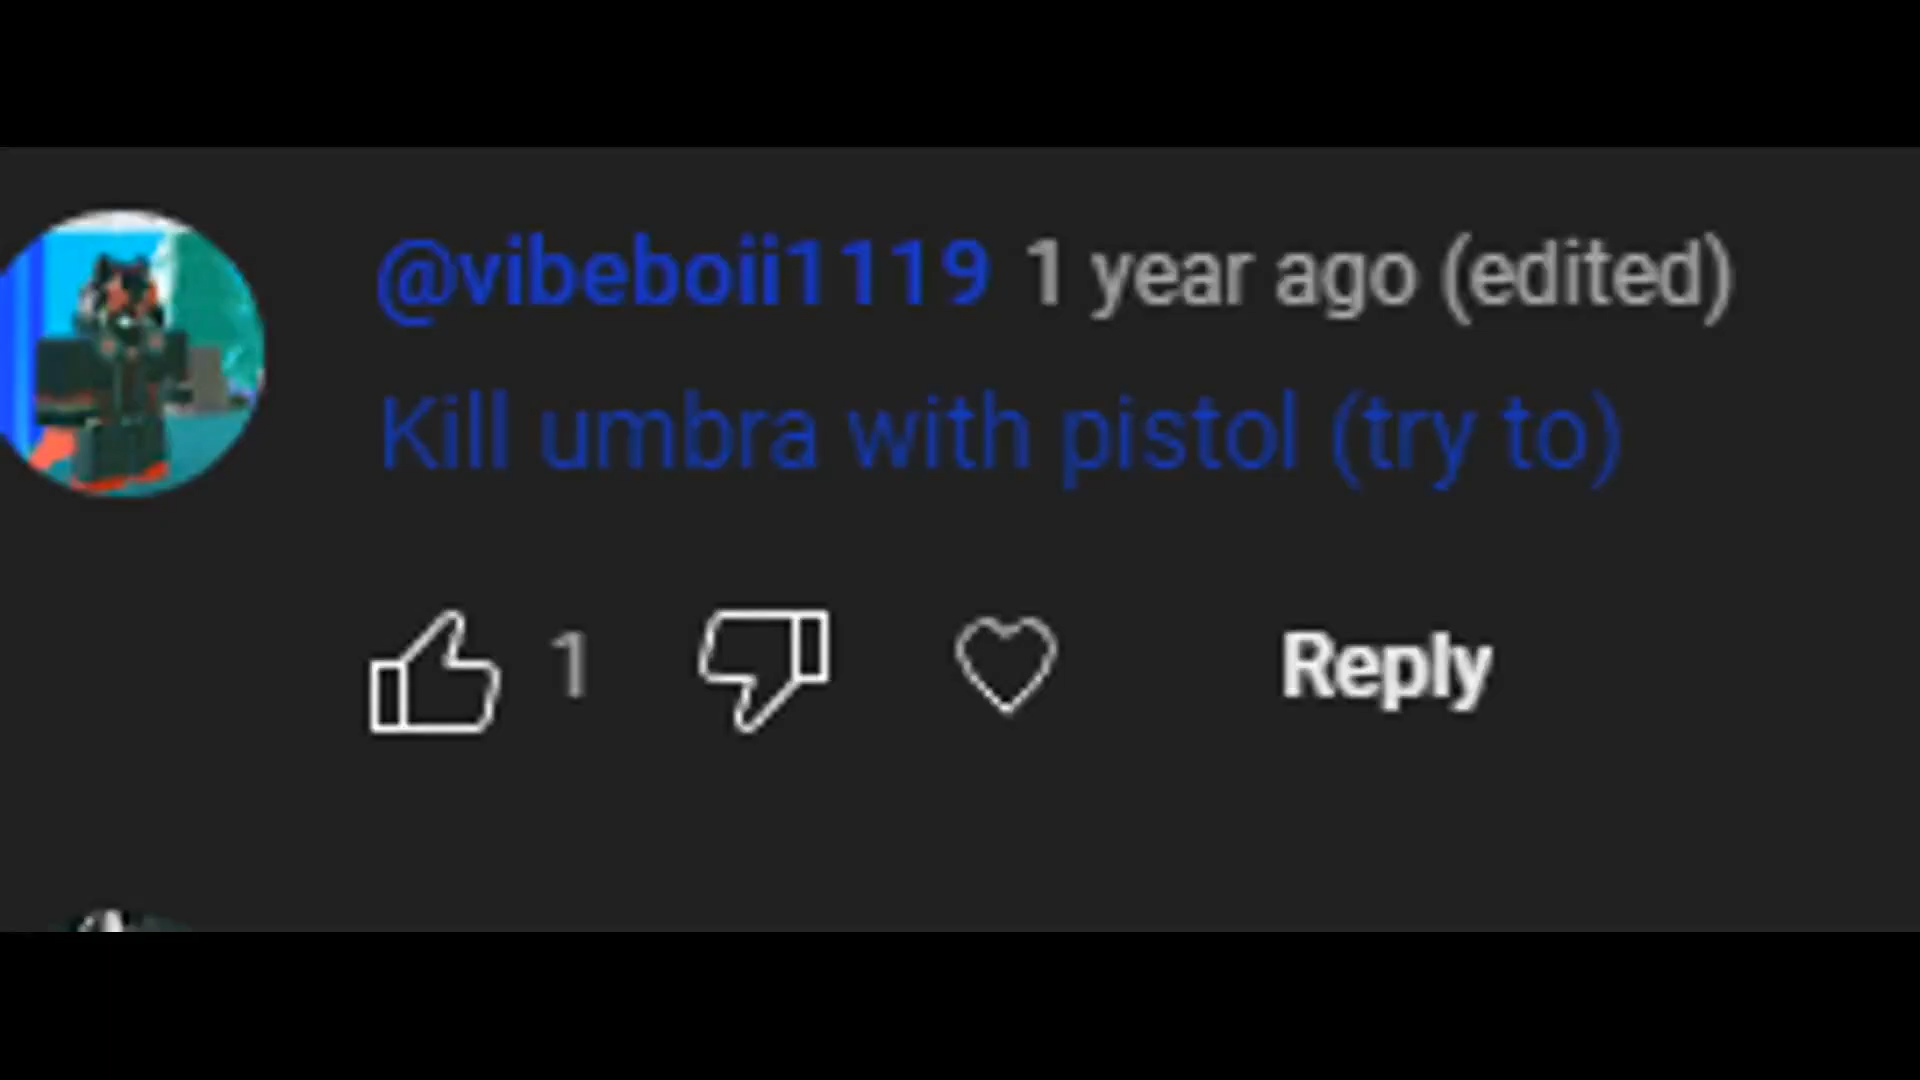 @vibeboii1119 1 year ago (edited)
Kill umbra with pistol (try to)
1 Reply